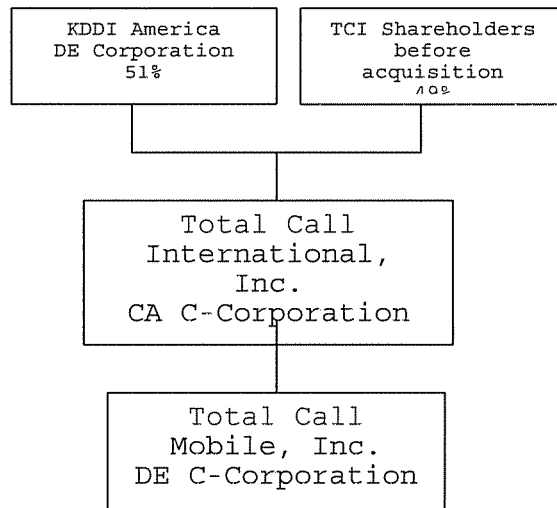 KDDI America
DE Corporation
51%
TCI Shareholders
before
acquisition
Total Call
International,
Inc.
CA C-Corporation
Total Call
Mobile, Inc.
DE C-Corporation